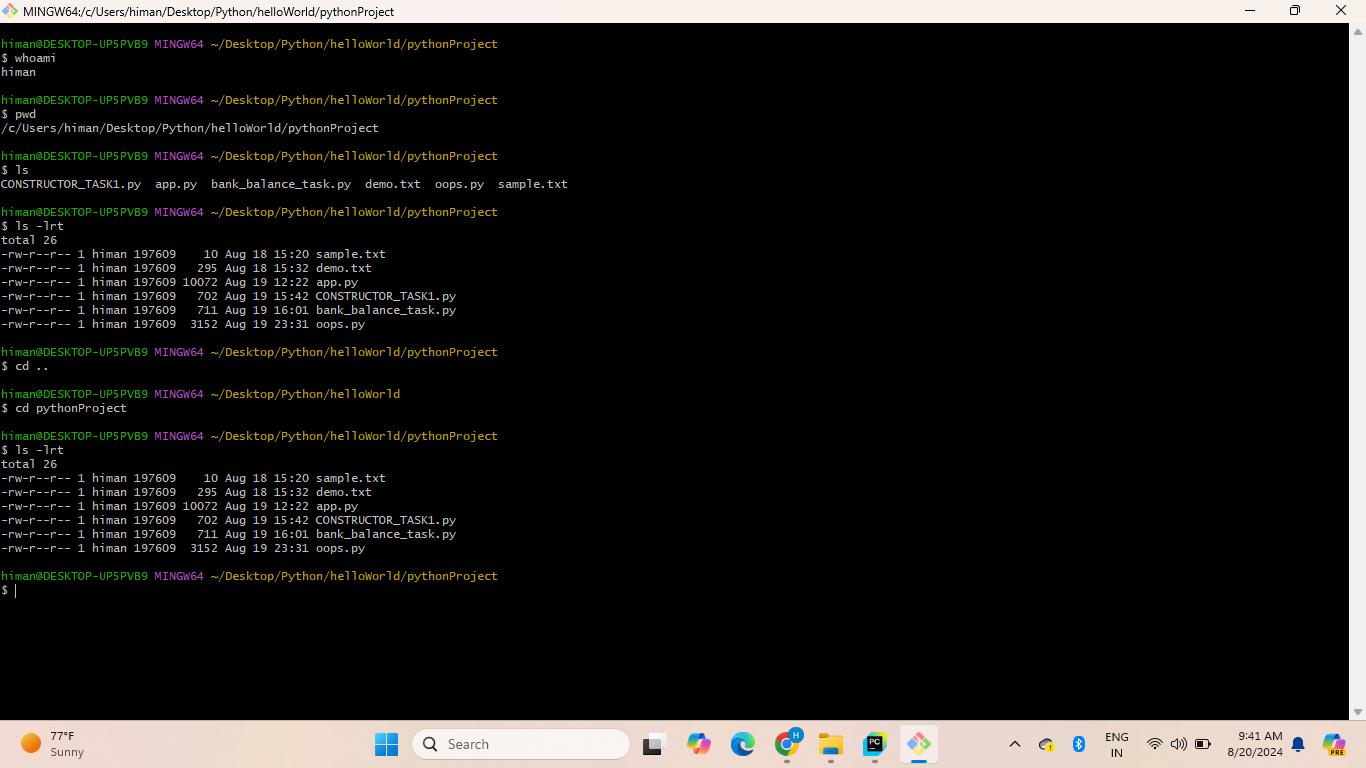 MINGW64:/c/Users/himan/Desktop/Python/helloWorld/pythonProject
himan@DESKTOP-UP5PVB9 MINGW64 ~/Desktop/Python/helloWorld/pythonProject
$ whoami
himan
himan@DESKTOP-UP5PVB9 MINGW64 ~/Desktop/Python/helloWorld/pythonProject
$ pwd
/c/Users/himan/Desktop/Python/helloWorld/pythonProject
himan@DESKTOP-UP5PVB9 MINGW64 ~/Desktop/Python/helloWorld/pythonProject
$ ls
CONSTRUCTOR_TASK1.py  app.py  bank_balance_task.py  demo.txt  oops.py  sample.txt
himan@DESKTOP-UP5PVB9 MINGW64 ~/Desktop/Python/helloWorld/pythonProject
$ ls -lrt
total 26
-rw-r--r-- 1 himan 197609    10 Aug 18 15:20 sample.txt
-rw-r--r-- 1 himan 197609   295 Aug 18 15:32 demo.txt
-rw-r--r-- 1 himan 197609 10072 Aug 19 12:22 app.py
-rw-r--r-- 1 himan 197609   702 Aug 19 15:42 CONSTRUCTOR_TASK1.py
-rw-r--r-- 1 himan 197609   711 Aug 19 16:01 bank_balance_task.py
-rw-r--r-- 1 himan 197609  3152 Aug 19 23:31 oops.py
himan@DESKTOP-UP5PVB9 MINGW64 ~/Desktop/Python/helloWorld/pythonProject
$ cd ..
himan@DESKTOP-UP5PVB9 MINGW64 ~/Desktop/Python/helloWorld
$ cd pythonProject
himan@DESKTOP-UP5PVB9 MINGW64 ~/Desktop/Python/helloWorld/pythonProject
$ ls -lrt
total 26
-rw-r--r-- 1 himan 197609    10 Aug 18 15:20 sample.txt
-rw-r--r-- 1 himan 197609   295 Aug 18 15:32 demo.txt
-rw-r--r-- 1 himan 197609 10072 Aug 19 12:22 app.py
-rw-r--r-- 1 himan 197609   702 Aug 19 15:42 CONSTRUCTOR_TASK1.py
-rw-r--r-- 1 himan 197609   711 Aug 19 16:01 bank_balance_task.py
-rw-r--r-- 1 himan 197609  3152 Aug 19 23:31 oops.py
himan@DESKTOP-UP5PVB9 MINGW64 ~/Desktop/Python/helloWorld/pythonProject
$
77°F
Sunny
Search
H
PC
ENG
IN
9:41 AM
8/20/2024
PRE